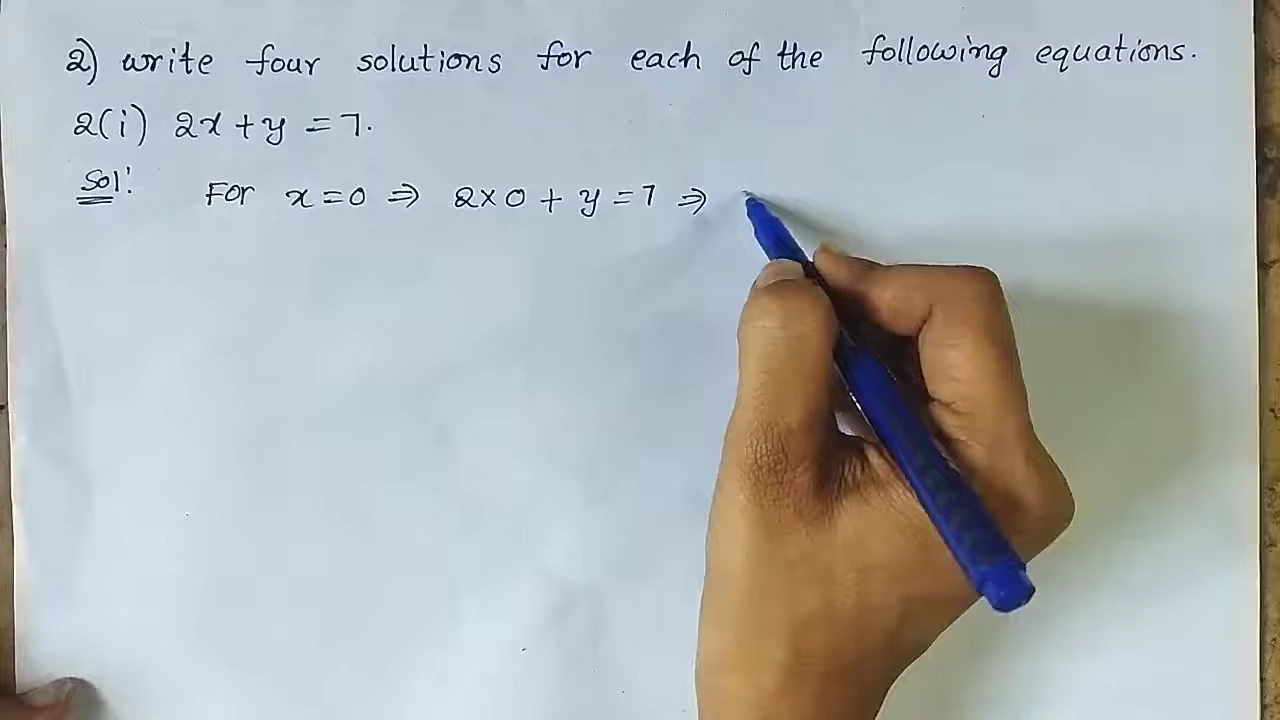 2) write four solutions for each of the following equations.
2(i) 2x + y = 7.
Sol: For x = 0 ⇒ 2 × 0 + y = 7 ⇒